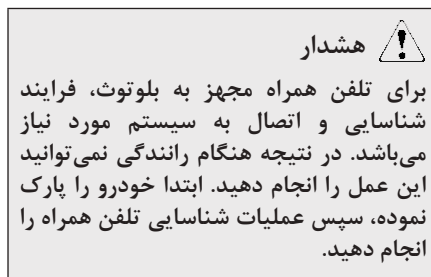 هشدار
برای تلفن همراه مجهز به بلوتوث، فرایند
شناسایی و اتصال به سیستم مورد نیاز
می‌باشد. در نتیجه هنگام رانندگی نمی‌توانید
این عمل را انجام دهید. ابتدا خودرو را پارک
نموده، سپس عملیات شناسایی تلفن همراه را
انجام دهید.